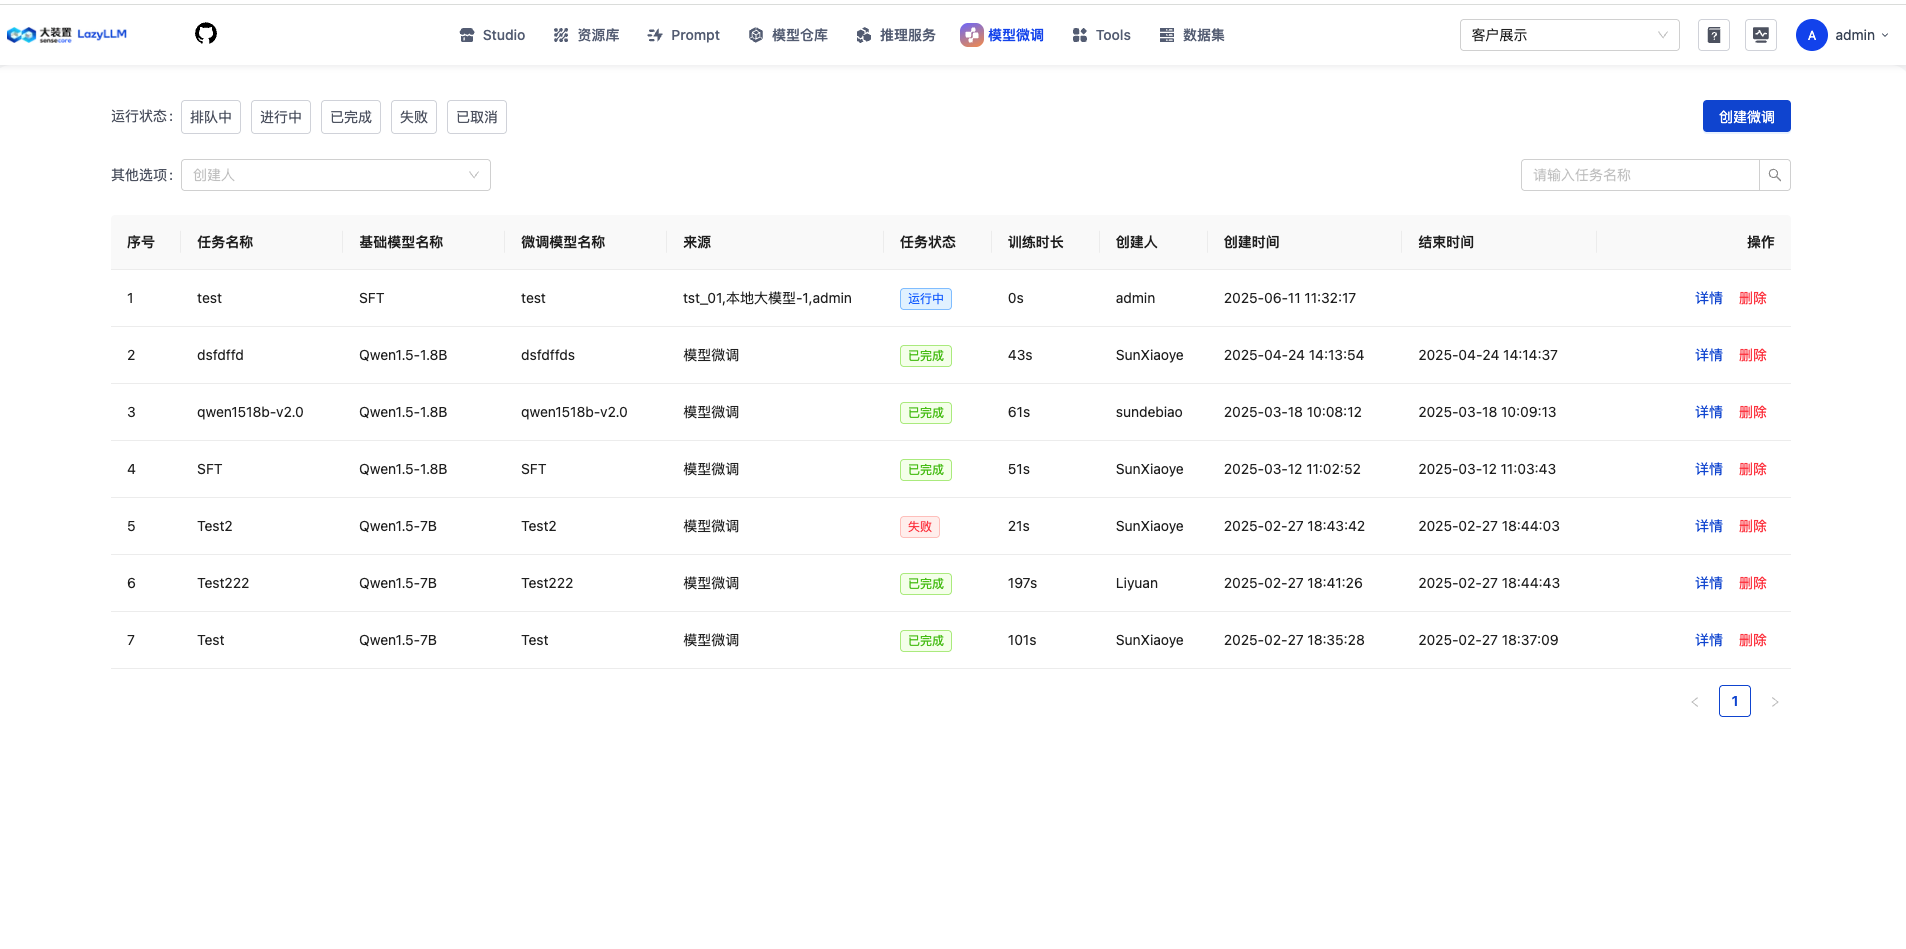 大装置 sensecore LazyLLM Studio 资源库 Prompt 模型仓库 推理服务 模型微调 Tools 数据集 客户展示 A admin
运行状态: 排队中 进行中 已完成 失败 已取消 创建微调
其他选项: 创建人 请输入任务名称
序号 任务名称 基础模型名称 微调模型名称 来源 任务状态 训练时长 创建人 创建时间 结束时间 操作
1 test SFT test tst_01,本地大模型-1,admin 运行中 0s admin 2025-06-11 11:32:17 详情 删除
2 dsfdffd Qwen1.5-1.8B dsfdffds 模型微调 已完成 43s SunXiaoye 2025-04-24 14:13:54 2025-04-24 14:14:37 详情 删除
3 qwen1518b-v2.0 Qwen1.5-1.8B qwen1518b-v2.0 模型微调 已完成 61s sundebiao 2025-03-18 10:08:12 2025-03-18 10:09:13 详情 删除
4 SFT Qwen1.5-1.8B SFT 模型微调 已完成 51s SunXiaoye 2025-03-12 11:02:52 2025-03-12 11:03:43 详情 删除
5 Test2 Qwen1.5-7B Test2 模型微调 失败 21s SunXiaoye 2025-02-27 18:43:42 2025-02-27 18:44:03 详情 删除
6 Test222 Qwen1.5-7B Test222 模型微调 已完成 197s Liyuan 2025-02-27 18:41:26 2025-02-27 18:44:43 详情 删除
7 Test Qwen1.5-7B Test 模型微调 已完成 101s SunXiaoye 2025-02-27 18:35:28 2025-02-27 18:37:09 详情 删除
< 1 >